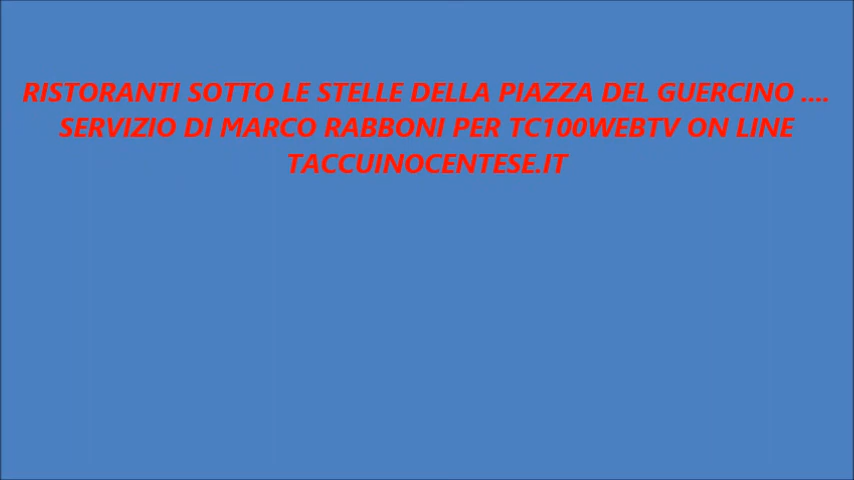 RISTORANTI SOTTO LE STELLE DELLA PIAZZA DEL GUERCINO ....
SERVIZIO DI MARCO RABBONI PER TC100WEBTV ON LINE
TACCUINOCENTESE.IT